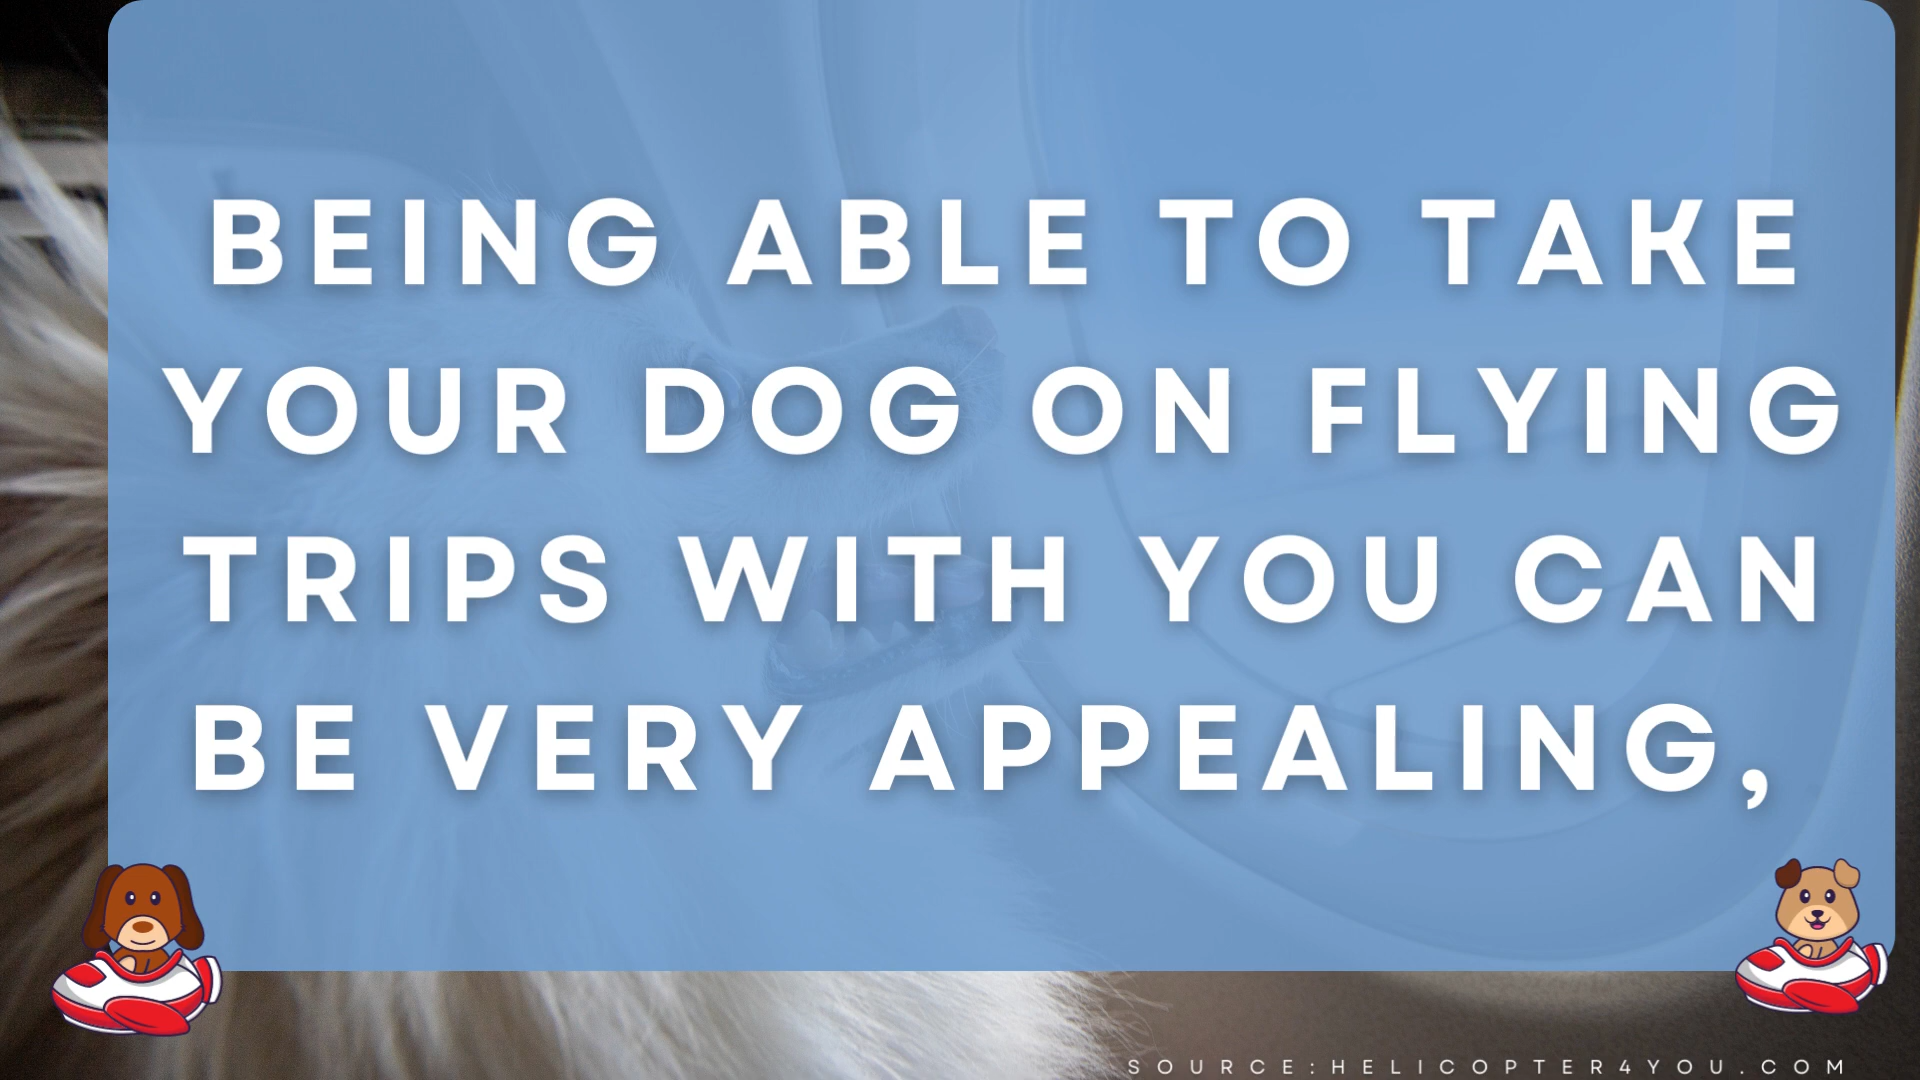 BEING ABLE TO TAKE
YOUR DOG ON FLYING
TRIPS WITH YOU CAN
BE VERY APPEALING,
SOURCE:HELICOPTER4YOU.COM